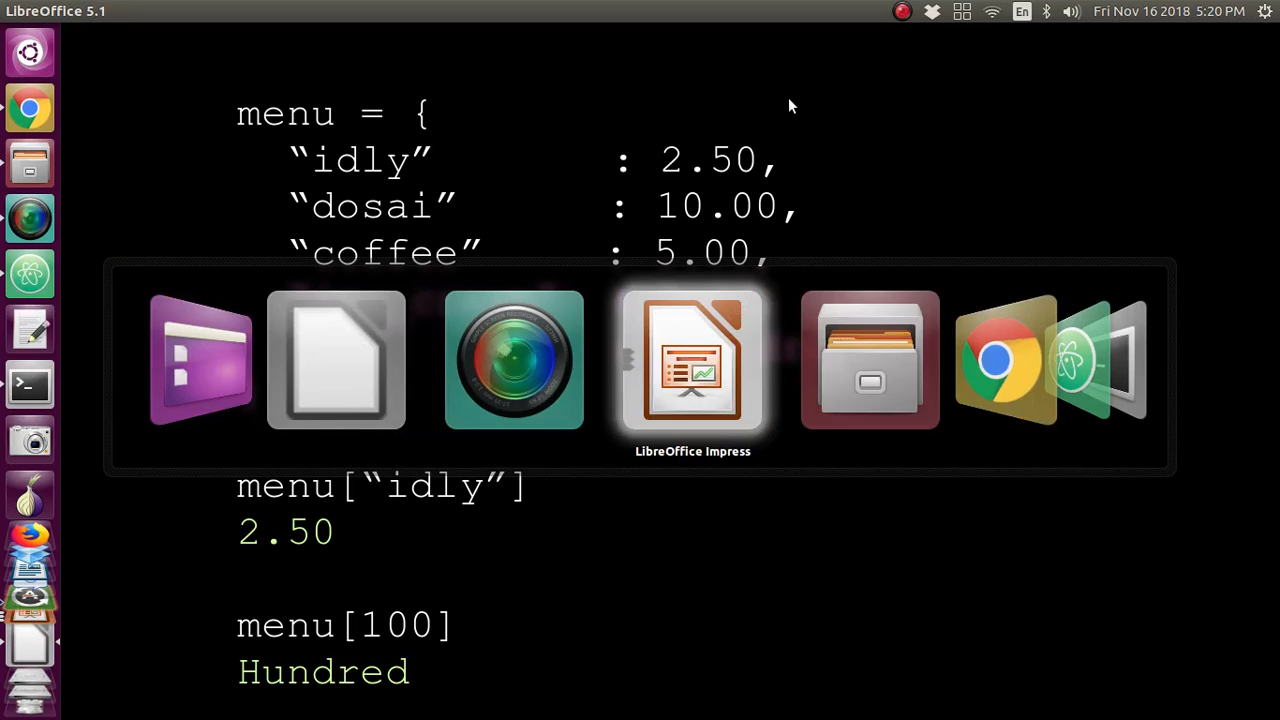 LibreOffice 5.1
En
Fri Nov 16 2018 5:20 PM
menu = {
“idly” : 2.50,
“dosai” : 10.00,
“coffee” : 5.00,
LibreOffice Impress
menu[“idly”]
2.50
menu[100]
Hundred